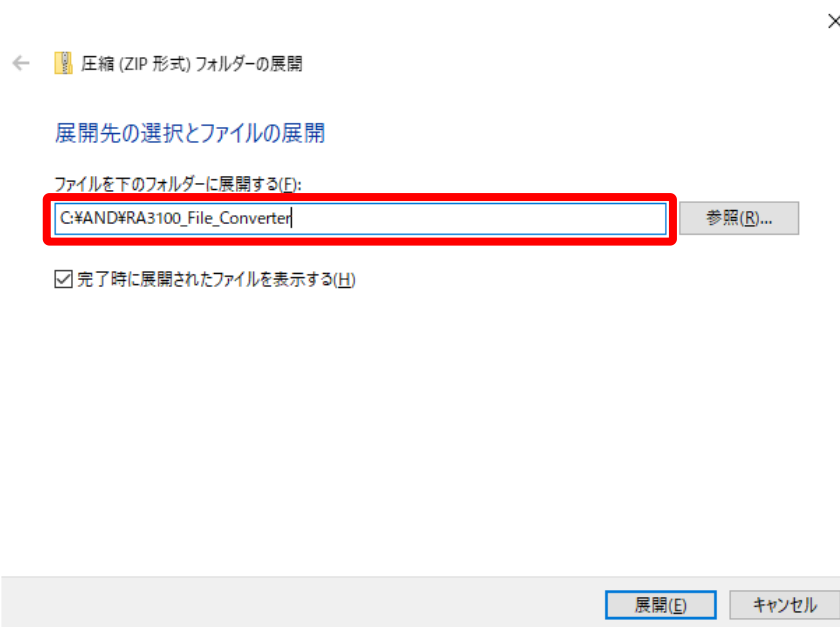 圧縮 (ZIP 形式) フォルダーの展開
展開先の選択とファイルの展開
ファイルを下のフォルダーに展開する(F):
C:¥AND¥RA3100_File_Converter
参照(R)...
完了時に展開されたファイルを表示する(H)
展開(E)
キャンセル